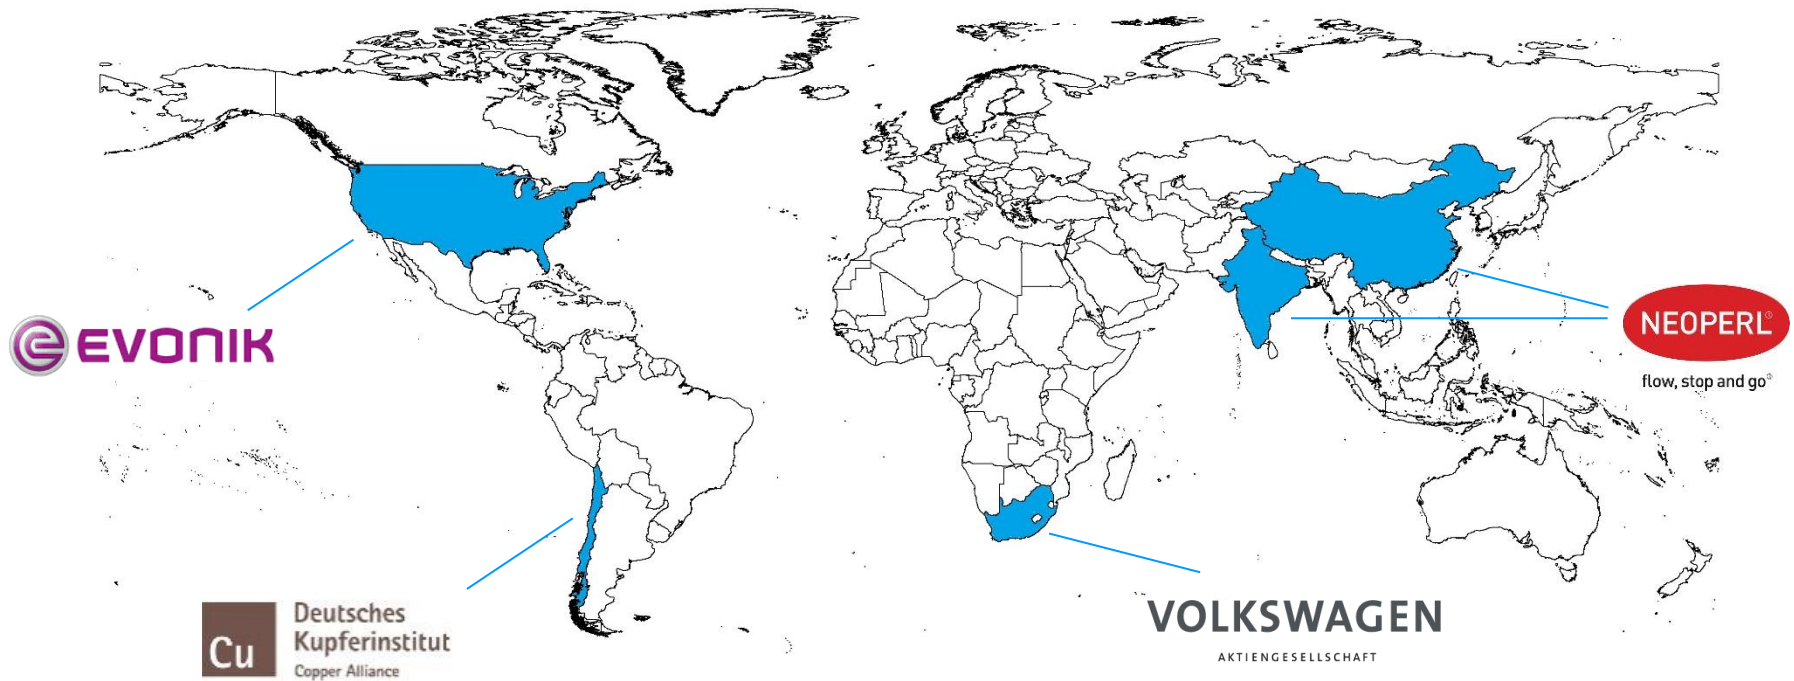 EVONIK
NEOPERL®
flow, stop and go®
Cu
Deutsches
Kupferinstitut
Copper Alliance
VOLKSWAGEN
AKTIENGESELLSCHAFT